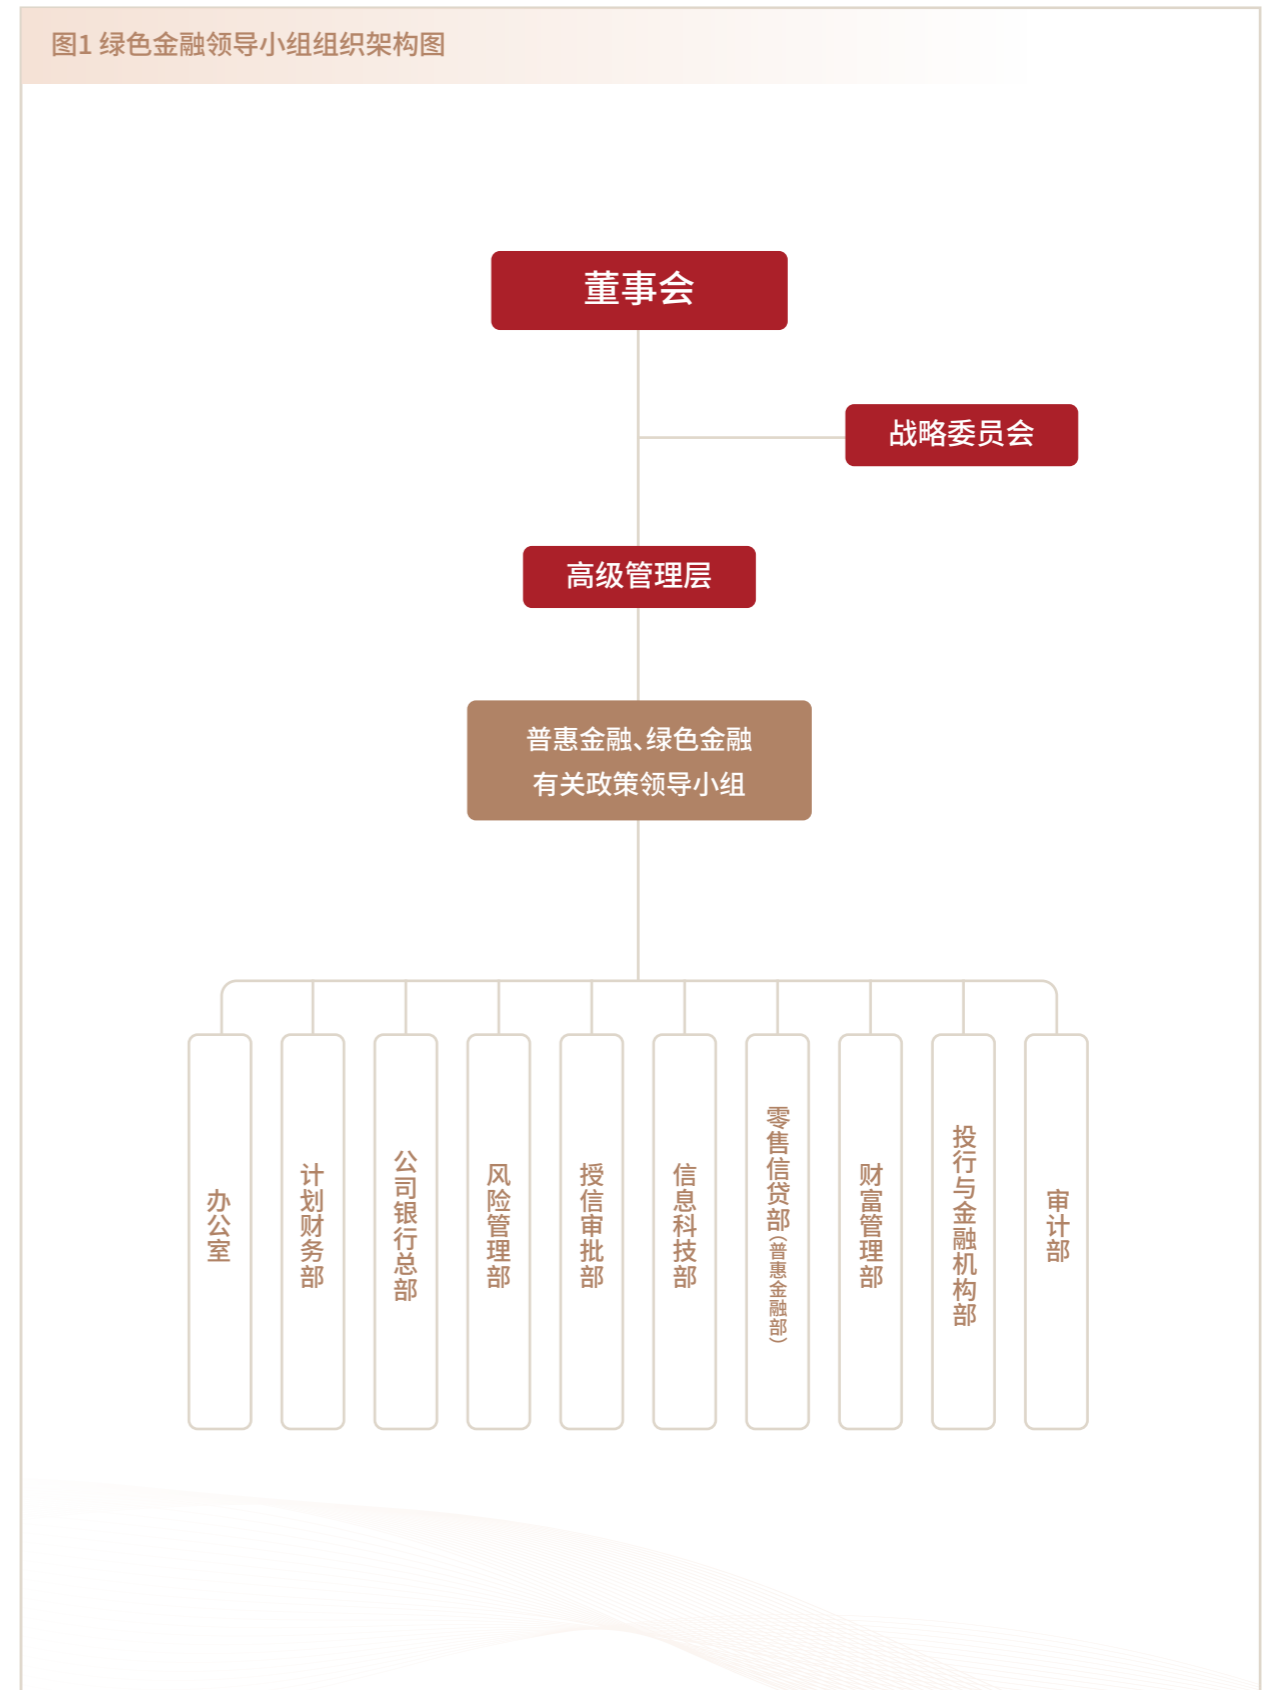 图1 绿色金融领导小组组织架构图
董事会
战略委员会
高级管理层
普惠金融、绿色金融
有关政策领导小组
办公室
计划财务部
公司银行总部
风险管理部
授信审批部
信息科技部
零售信贷部（普惠金融部）
财富管理部
投行与金融机构部
审计部